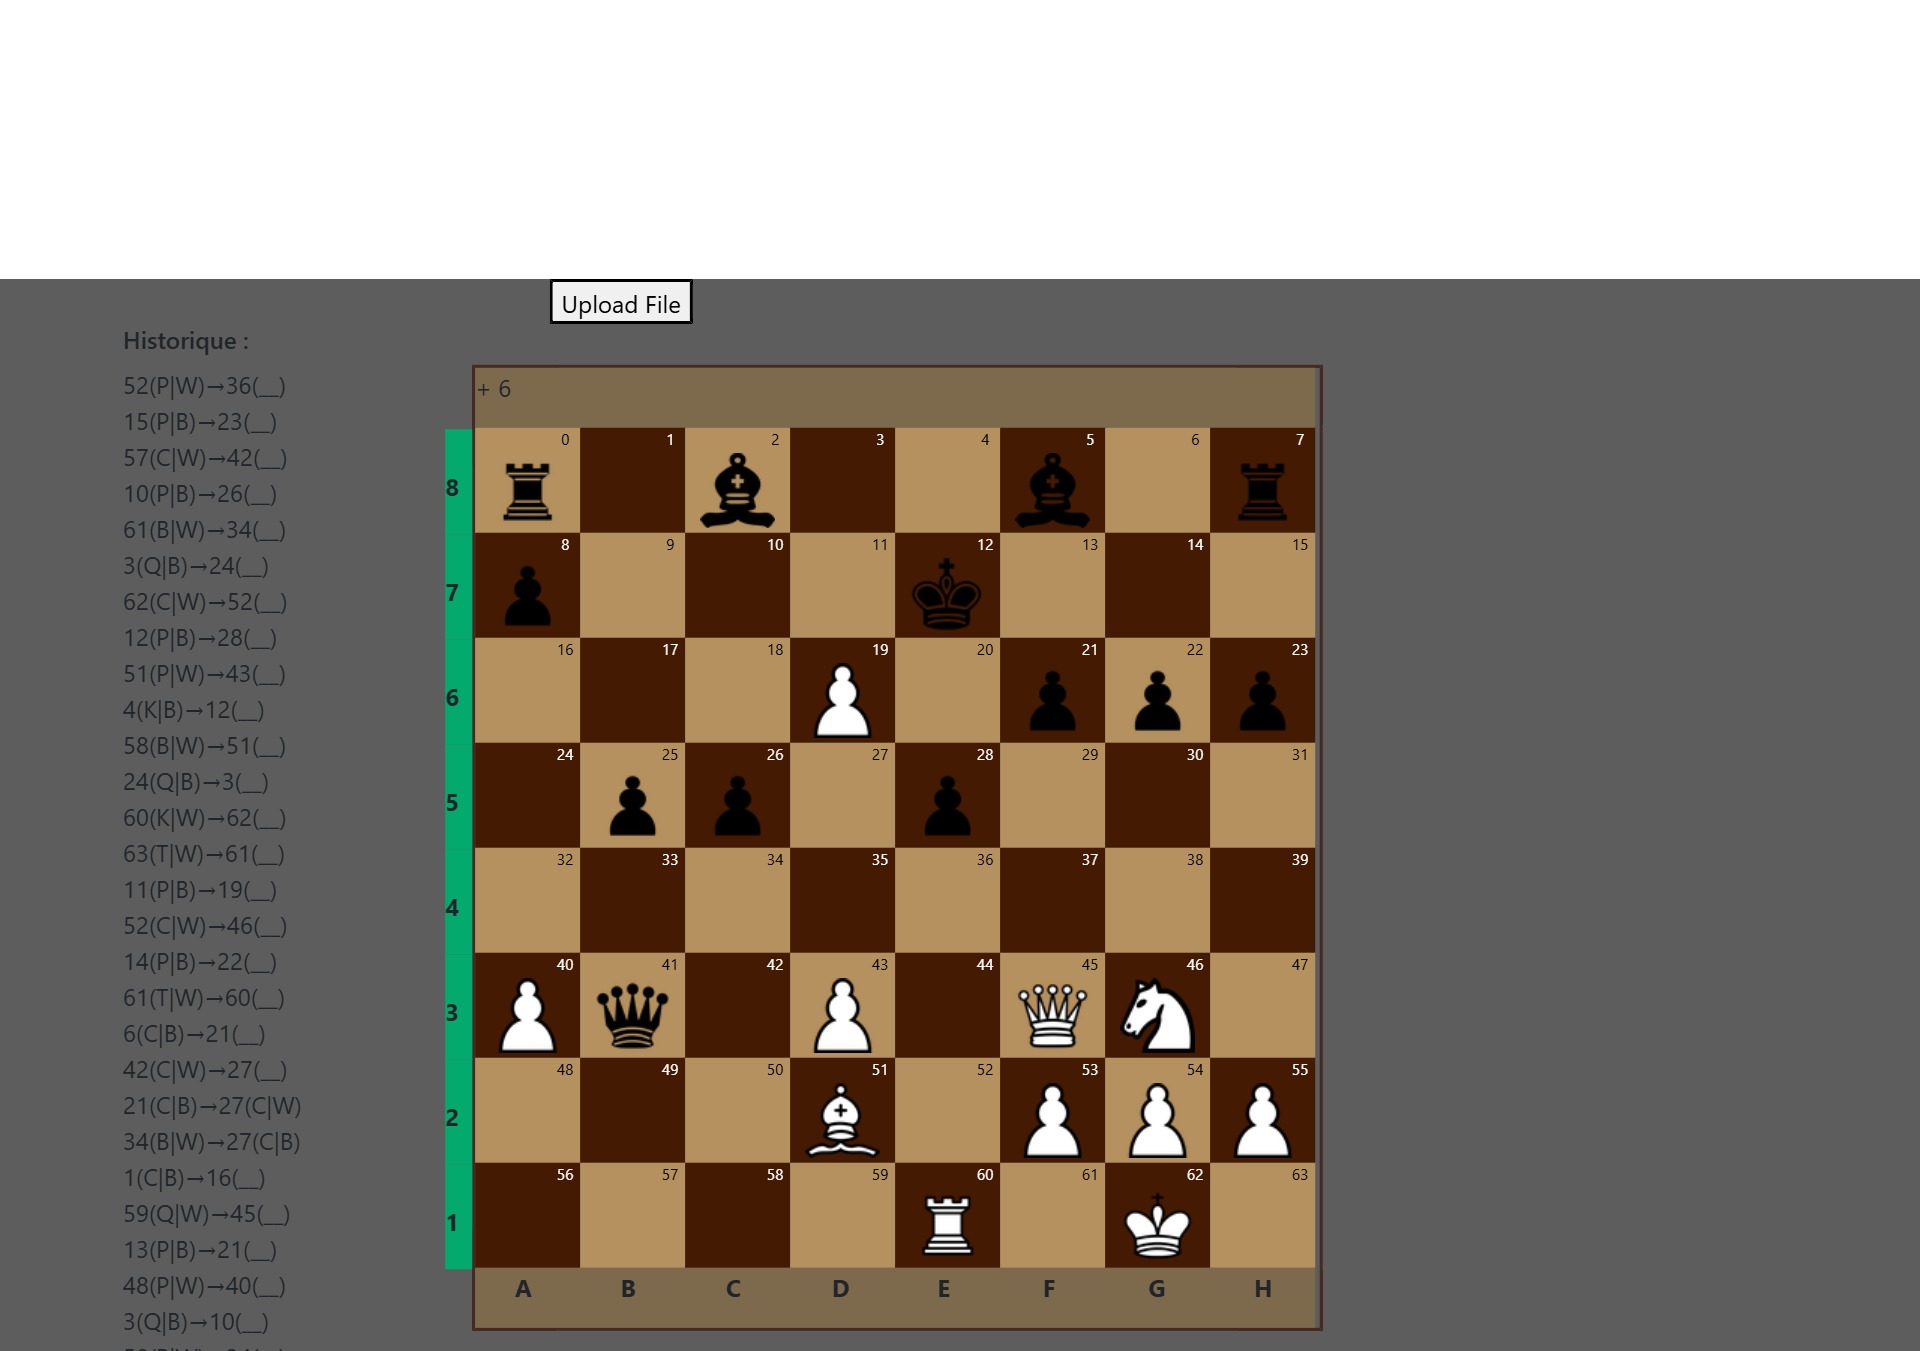 Upload File
Historique :
52(P|W)→36(__)
15(P|B)→23(__)
57(C|W)→42(__)
10(P|B)→26(__)
61(B|W)→34(__)
3(Q|B)→24(__)
62(C|W)→52(__)
12(P|B)→28(__)
51(P|W)→43(__)
4(K|B)→12(__)
58(B|W)→51(__)
24(Q|B)→3(__)
60(K|W)→62(__)
63(T|W)→61(__)
11(P|B)→19(__)
52(C|W)→46(__)
14(P|B)→22(__)
61(T|W)→60(__)
6(C|B)→21(__)
42(C|W)→27(__)
21(C|B)→27(C|W)
34(B|W)→27(C|B)
1(C|B)→16(__)
59(Q|W)→45(__)
13(P|B)→21(__)
48(P|W)→40(__)
3(Q|B)→10(__)
+ 6
0 1 2 3 4 5 6 7
8
8 9 10 11 12 13 14 15
7
16 17 18 19 20 21 22 23
6
24 25 26 27 28 29 30 31
5
32 33 34 35 36 37 38 39
4
40 41 42 43 44 45 46 47
3
48 49 50 51 52 53 54 55
2
56 57 58 59 60 61 62 63
1
A B C D E F G H